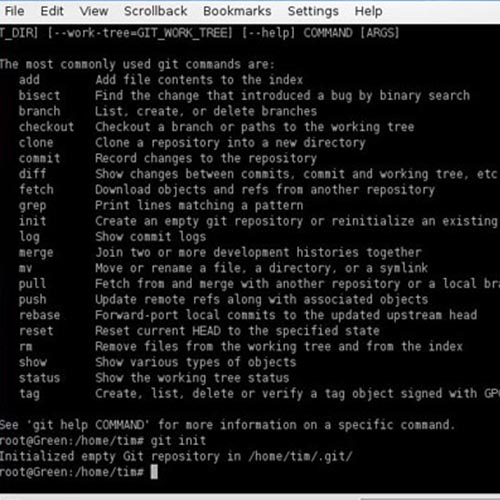 File Edit View Scrollback Bookmarks Settings Help
T_DIR] [--work-tree=GIT_WORK_TREE] [--help] COMMAND [ARGS]
The most commonly used git commands are:
add Add file contents to the index
bisect Find the change that introduced a bug by binary search
branch List, create, or delete branches
checkout Checkout a branch or paths to the working tree
clone Clone a repository into a new directory
commit Record changes to the repository
diff Show changes between commits, commit and working tree, etc
fetch Download objects and refs from another repository
grep Print lines matching a pattern
init Create an empty git repository or reinitialize an existing
log Show commit logs
merge Join two or more development histories together
mv Move or rename a file, a directory, or a symlink
pull Fetch from and merge with another repository or a local bra
push Update remote refs along with associated objects
rebase Forward-port local commits to the updated upstream head
reset Reset current HEAD to the specified state
rm Remove files from the working tree and from the index
show Show various types of objects
status Show the working tree status
tag Create, list, delete or verify a tag object signed with GPG
See 'git help COMMAND' for more information on a specific command.
root@Green:/home/tim# git init
Initialized empty Git repository in /home/tim/.git/
root@Green:/home/tim#